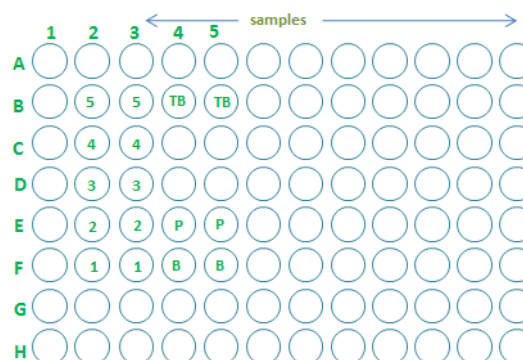 samples
1 2 3 4 5
A
B 5 5 TB TB
C 4 4
D 3 3
E 2 2 P P
F 1 1 B B
G
H